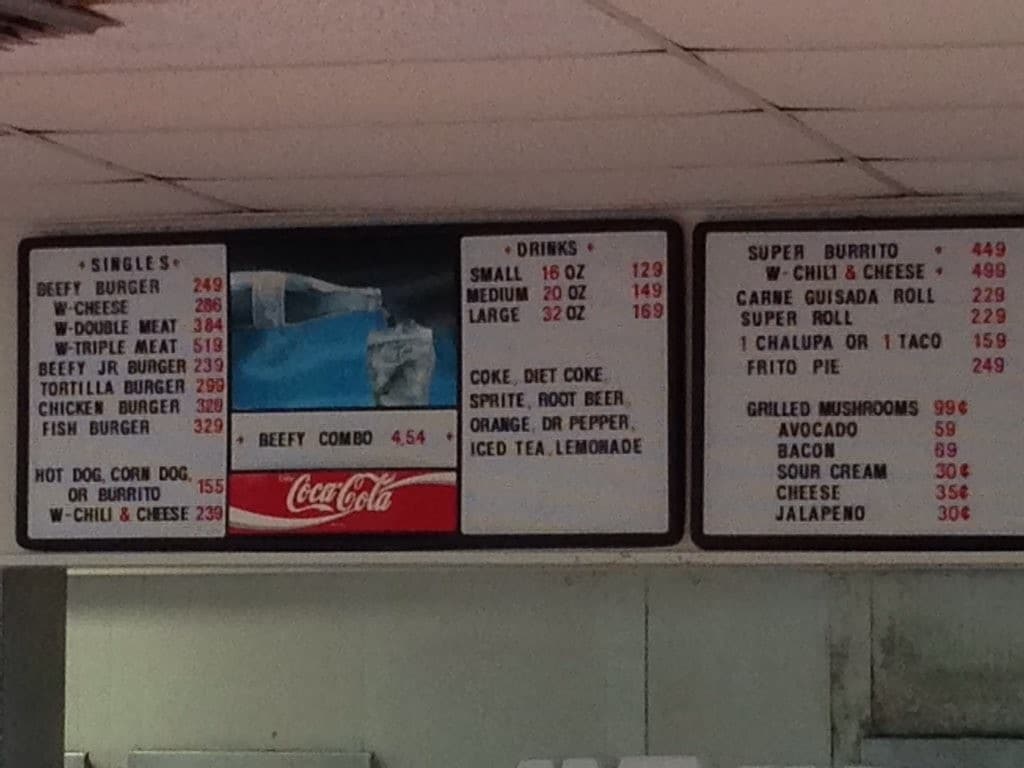 • SINGLES •
BEEFY BURGER 249
W-CHEESE 286
W-DOUBLE MEAT 384
W-TRIPLE MEAT 519
BEEFY JR BURGER 239
TORTILLA BURGER 299
CHICKEN BURGER 329
FISH BURGER 329
HOT DOG, CORN DOG,
OR BURRITO 155
W-CHILI & CHEESE 239
• BEEFY COMBO 4.54 •
Coca-Cola
• DRINKS •
SMALL 16 OZ 129
MEDIUM 20 OZ 149
LARGE 32 OZ 169
COKE, DIET COKE,
SPRITE, ROOT BEER,
ORANGE, DR PEPPER,
ICED TEA, LEMONADE
SUPER BURRITO • 449
W-CHILI & CHEESE • 499
CARNE GUISADA ROLL 229
SUPER ROLL 229
1 CHALUPA OR 1 TACO 159
FRITO PIE 249
GRILLED MUSHROOMS 99¢
AVOCADO 59
BACON 69
SOUR CREAM 30¢
CHEESE 35¢
JALAPENO 30¢